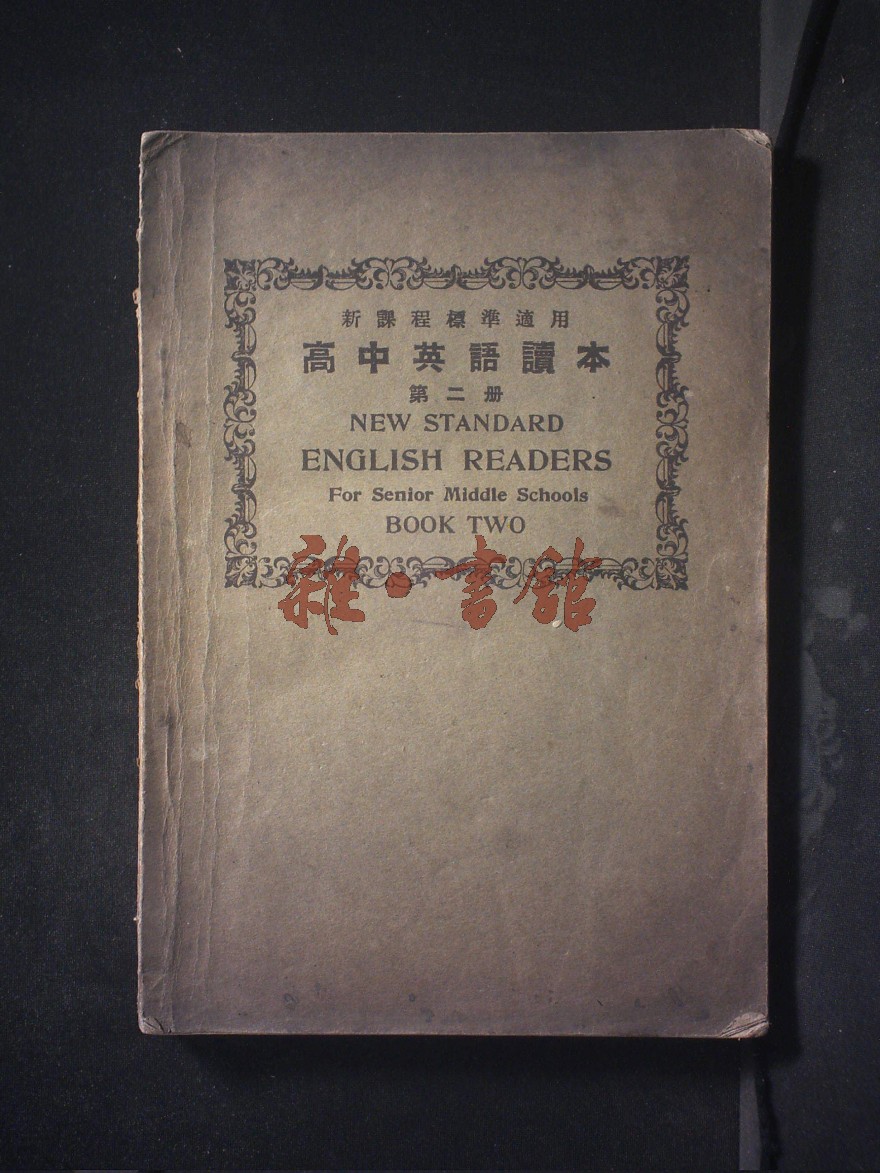 新課程標準適用
高中英語讀本
第二册
NEW STANDARD
ENGLISH READERS
For Senior Middle Schools
BOOK TWO
雜·書館